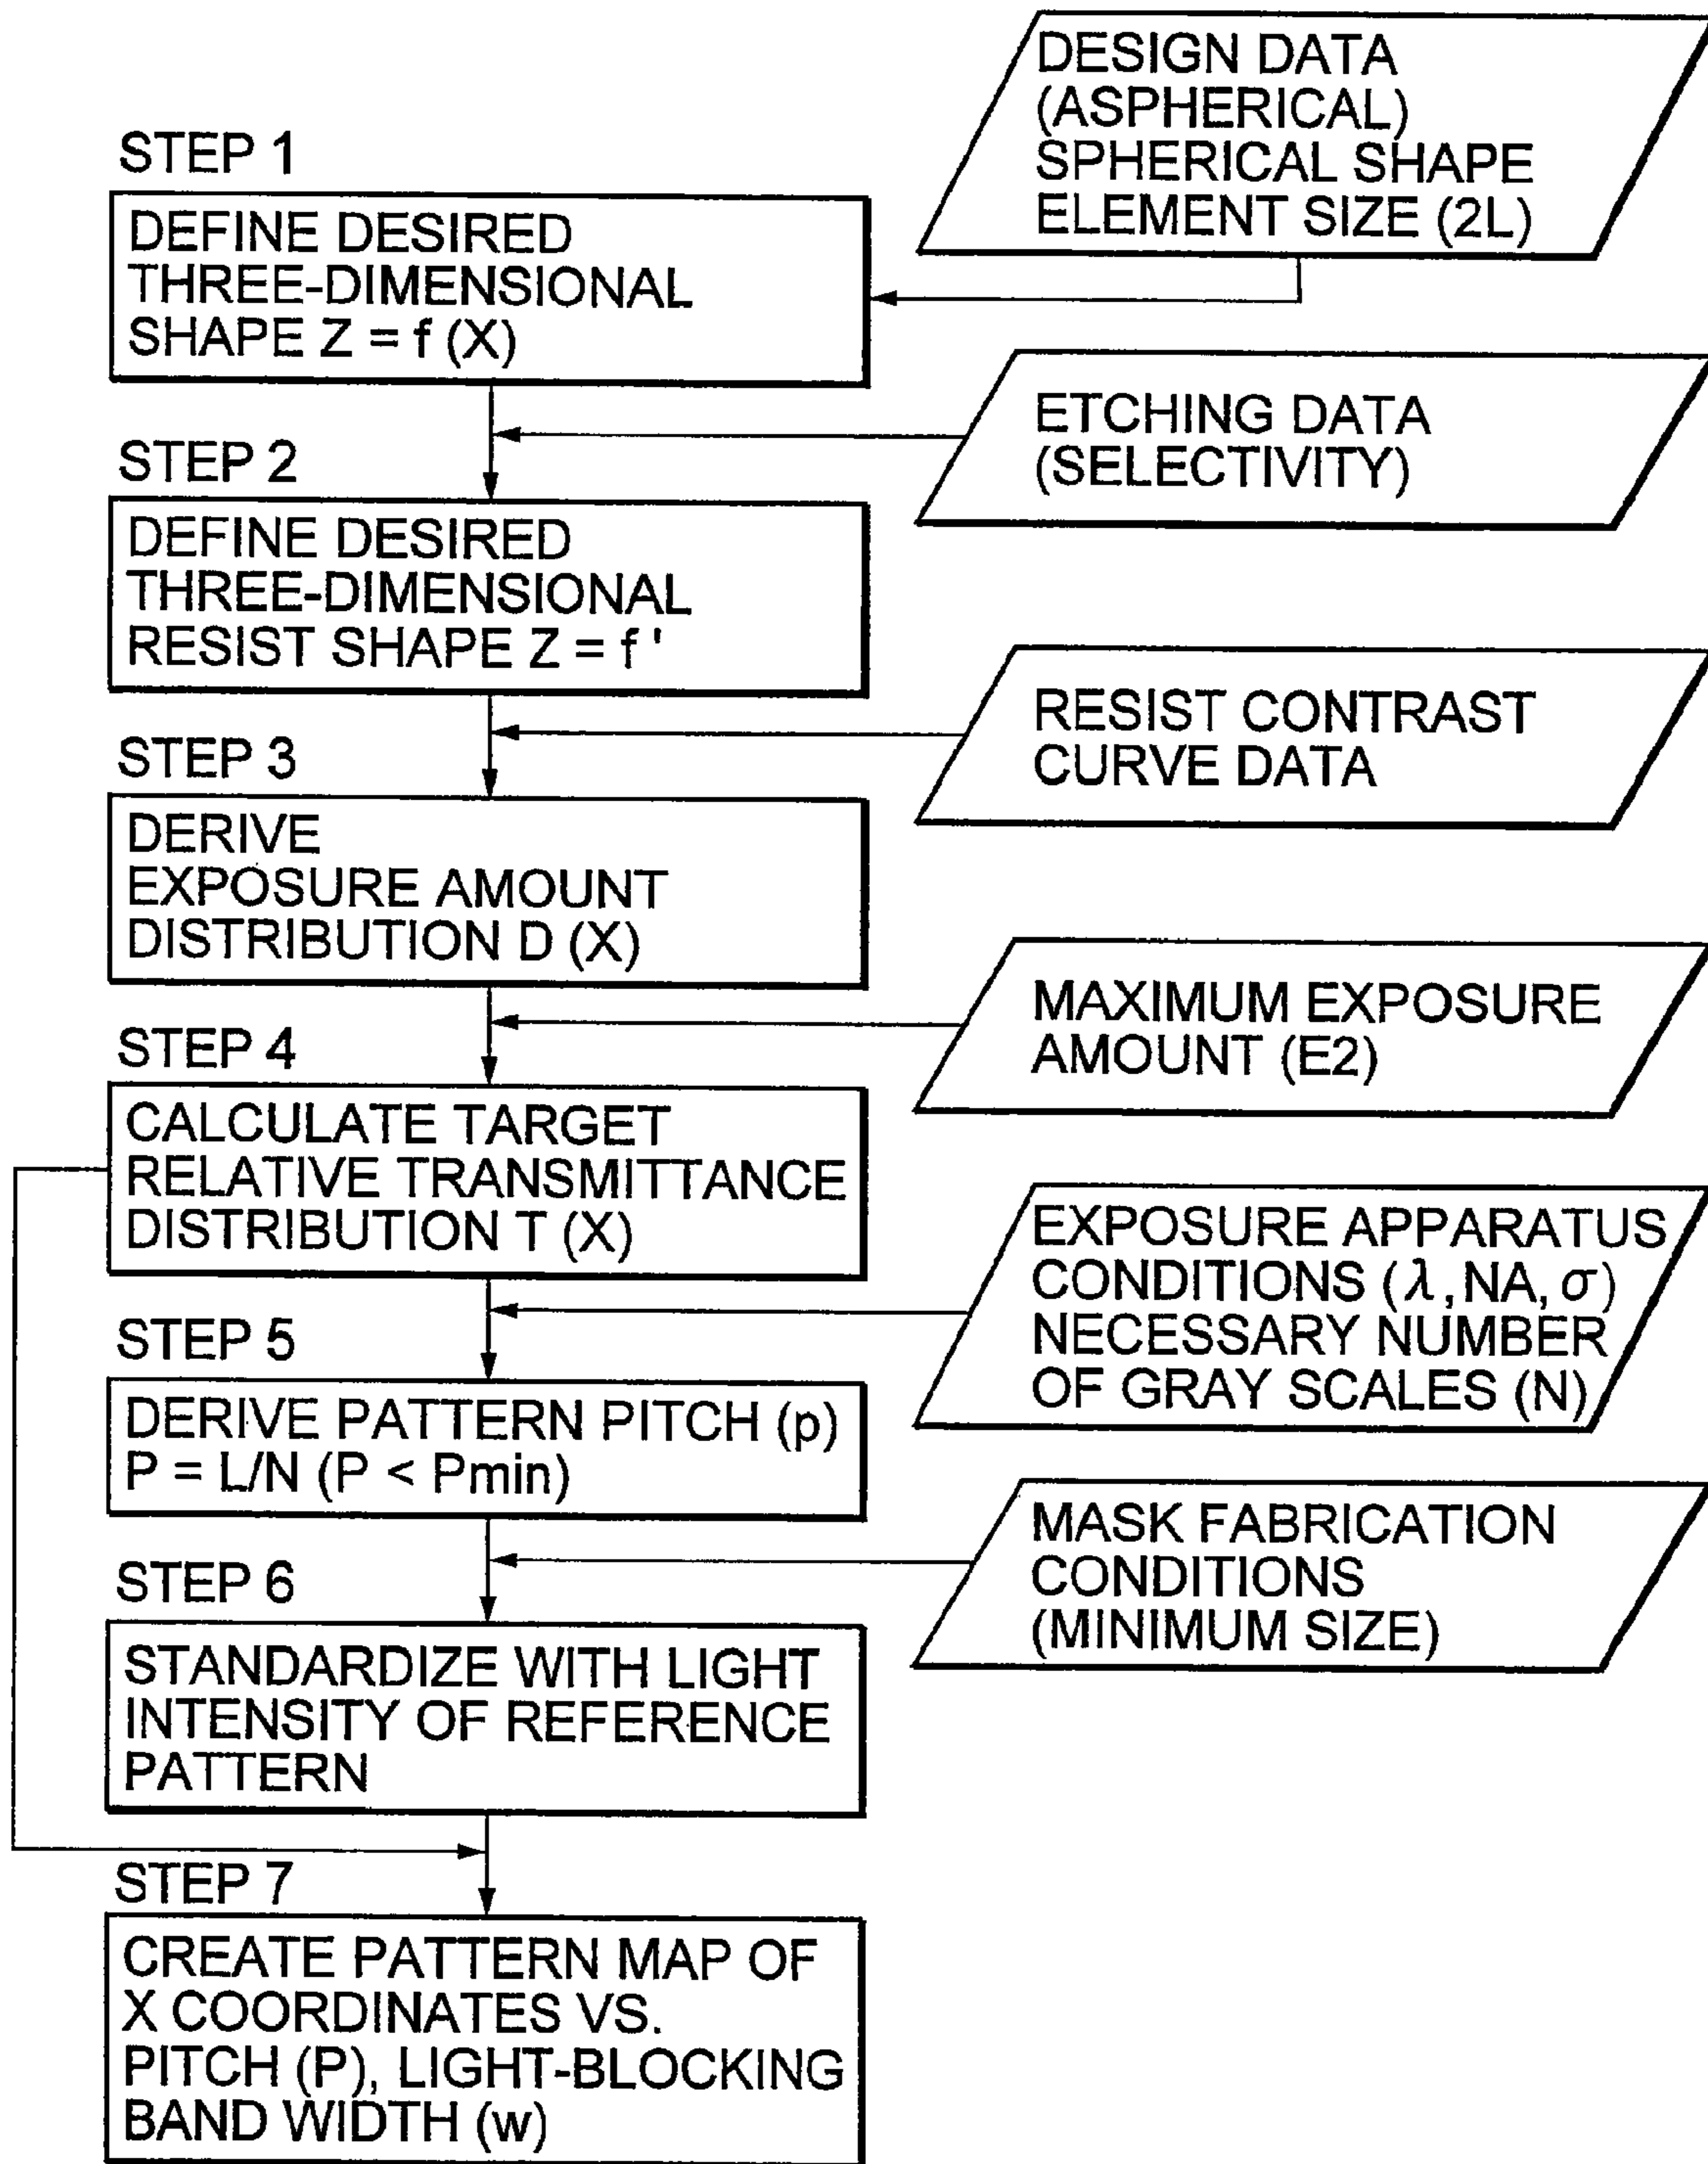 DESIGN DATA
(ASPHERICAL)
SPHERICAL SHAPE
ELEMENT SIZE (2L)
STEP 1
DEFINE DESIRED
THREE-DIMENSIONAL
SHAPE Z = f (X)
ETCHING DATA
(SELECTIVITY)
STEP 2
DEFINE DESIRED
THREE-DIMENSIONAL
RESIST SHAPE Z = f '
RESIST CONTRAST
CURVE DATA
STEP 3
DERIVE
EXPOSURE AMOUNT
DISTRIBUTION D (X)
MAXIMUM EXPOSURE
AMOUNT (E2)
STEP 4
CALCULATE TARGET
RELATIVE TRANSMITTANCE
DISTRIBUTION T (X)
EXPOSURE APPARATUS
CONDITIONS (λ, NA, σ)
NECESSARY NUMBER
OF GRAY SCALES (N)
STEP 5
DERIVE PATTERN PITCH (p)
P = L/N (P < Pmin)
MASK FABRICATION
CONDITIONS
(MINIMUM SIZE)
STEP 6
STANDARDIZE WITH LIGHT
INTENSITY OF REFERENCE
PATTERN
STEP 7
CREATE PATTERN MAP OF
X COORDINATES VS.
PITCH (P), LIGHT-BLOCKING
BAND WIDTH (w)